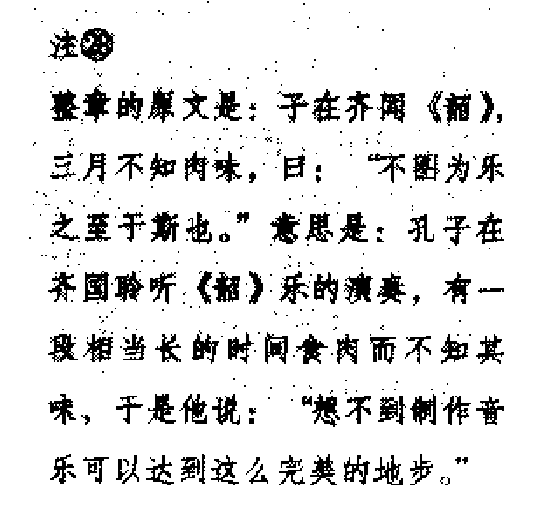 注㉘
整章的原文是：子在齐闻《韶》，
三月不知肉味，曰：“不图为乐
之至于斯也。”意思是：孔子在
齐国聆听《韶》乐的演奏，有一
段相当长的时间食肉而不知其
味、于是他说：“想不到制作音
乐可以达到这么完美的地步。”